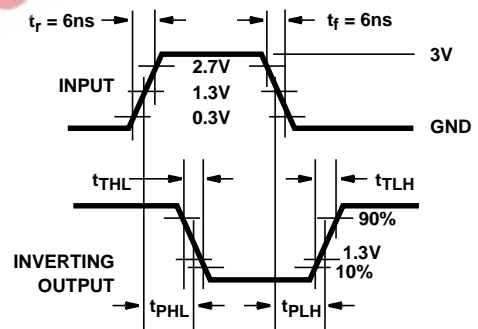 tr = 6ns
tf = 6ns
3V
2.7V
INPUT
1.3V
0.3V
GND
tTHL
tTLH
90%
1.3V
INVERTING
OUTPUT
10%
tPHL
tPLH